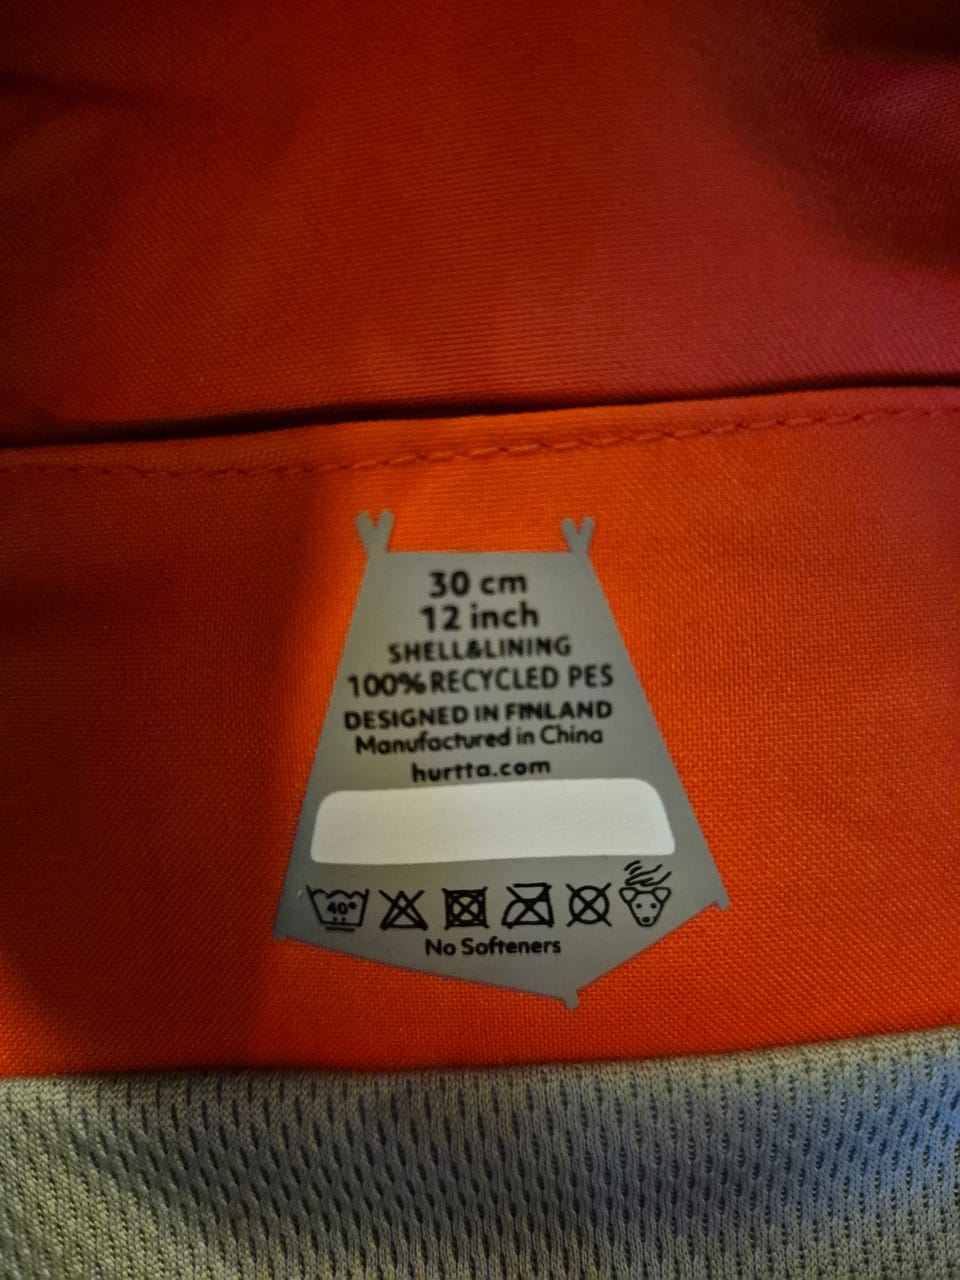 30 cm
12 inch
SHELL&LINING
100% RECYCLED PES
DESIGNED IN FINLAND
Manufactured in China
hurtta.com
40°
No Softeners